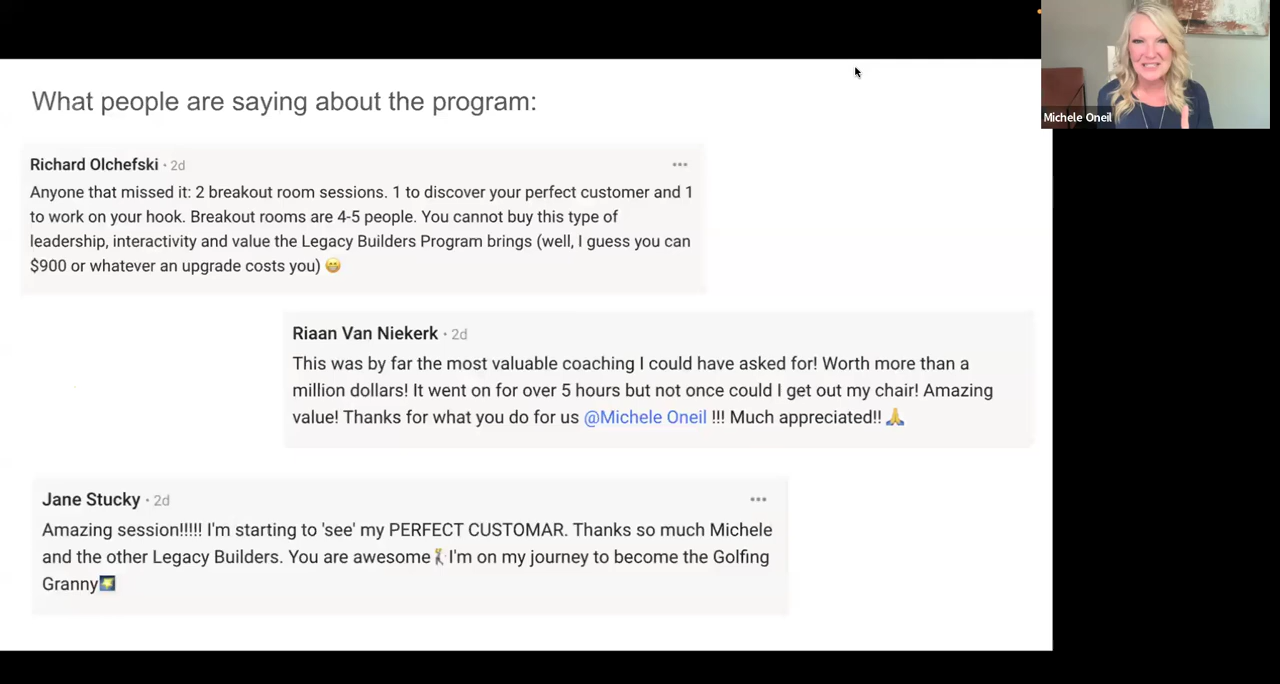 What people are saying about the program:
Michele Oneil
Richard Olchefski · 2d
Anyone that missed it: 2 breakout room sessions. 1 to discover your perfect customer and 1
to work on your hook. Breakout rooms are 4-5 people. You cannot buy this type of
leadership, interactivity and value the Legacy Builders Program brings (well, I guess you can
$900 or whatever an upgrade costs you) 😁
Riaan Van Niekerk · 2d
This was by far the most valuable coaching I could have asked for! Worth more than a
million dollars! It went on for over 5 hours but not once could I get out my chair! Amazing
value! Thanks for what you do for us @Michele Oneil !!! Much appreciated!! 🙏
Jane Stucky · 2d
Amazing session!!!!! I'm starting to 'see' my PERFECT CUSTOMAR. Thanks so much Michele
and the other Legacy Builders. You are awesome I'm on my journey to become the Golfing
Granny